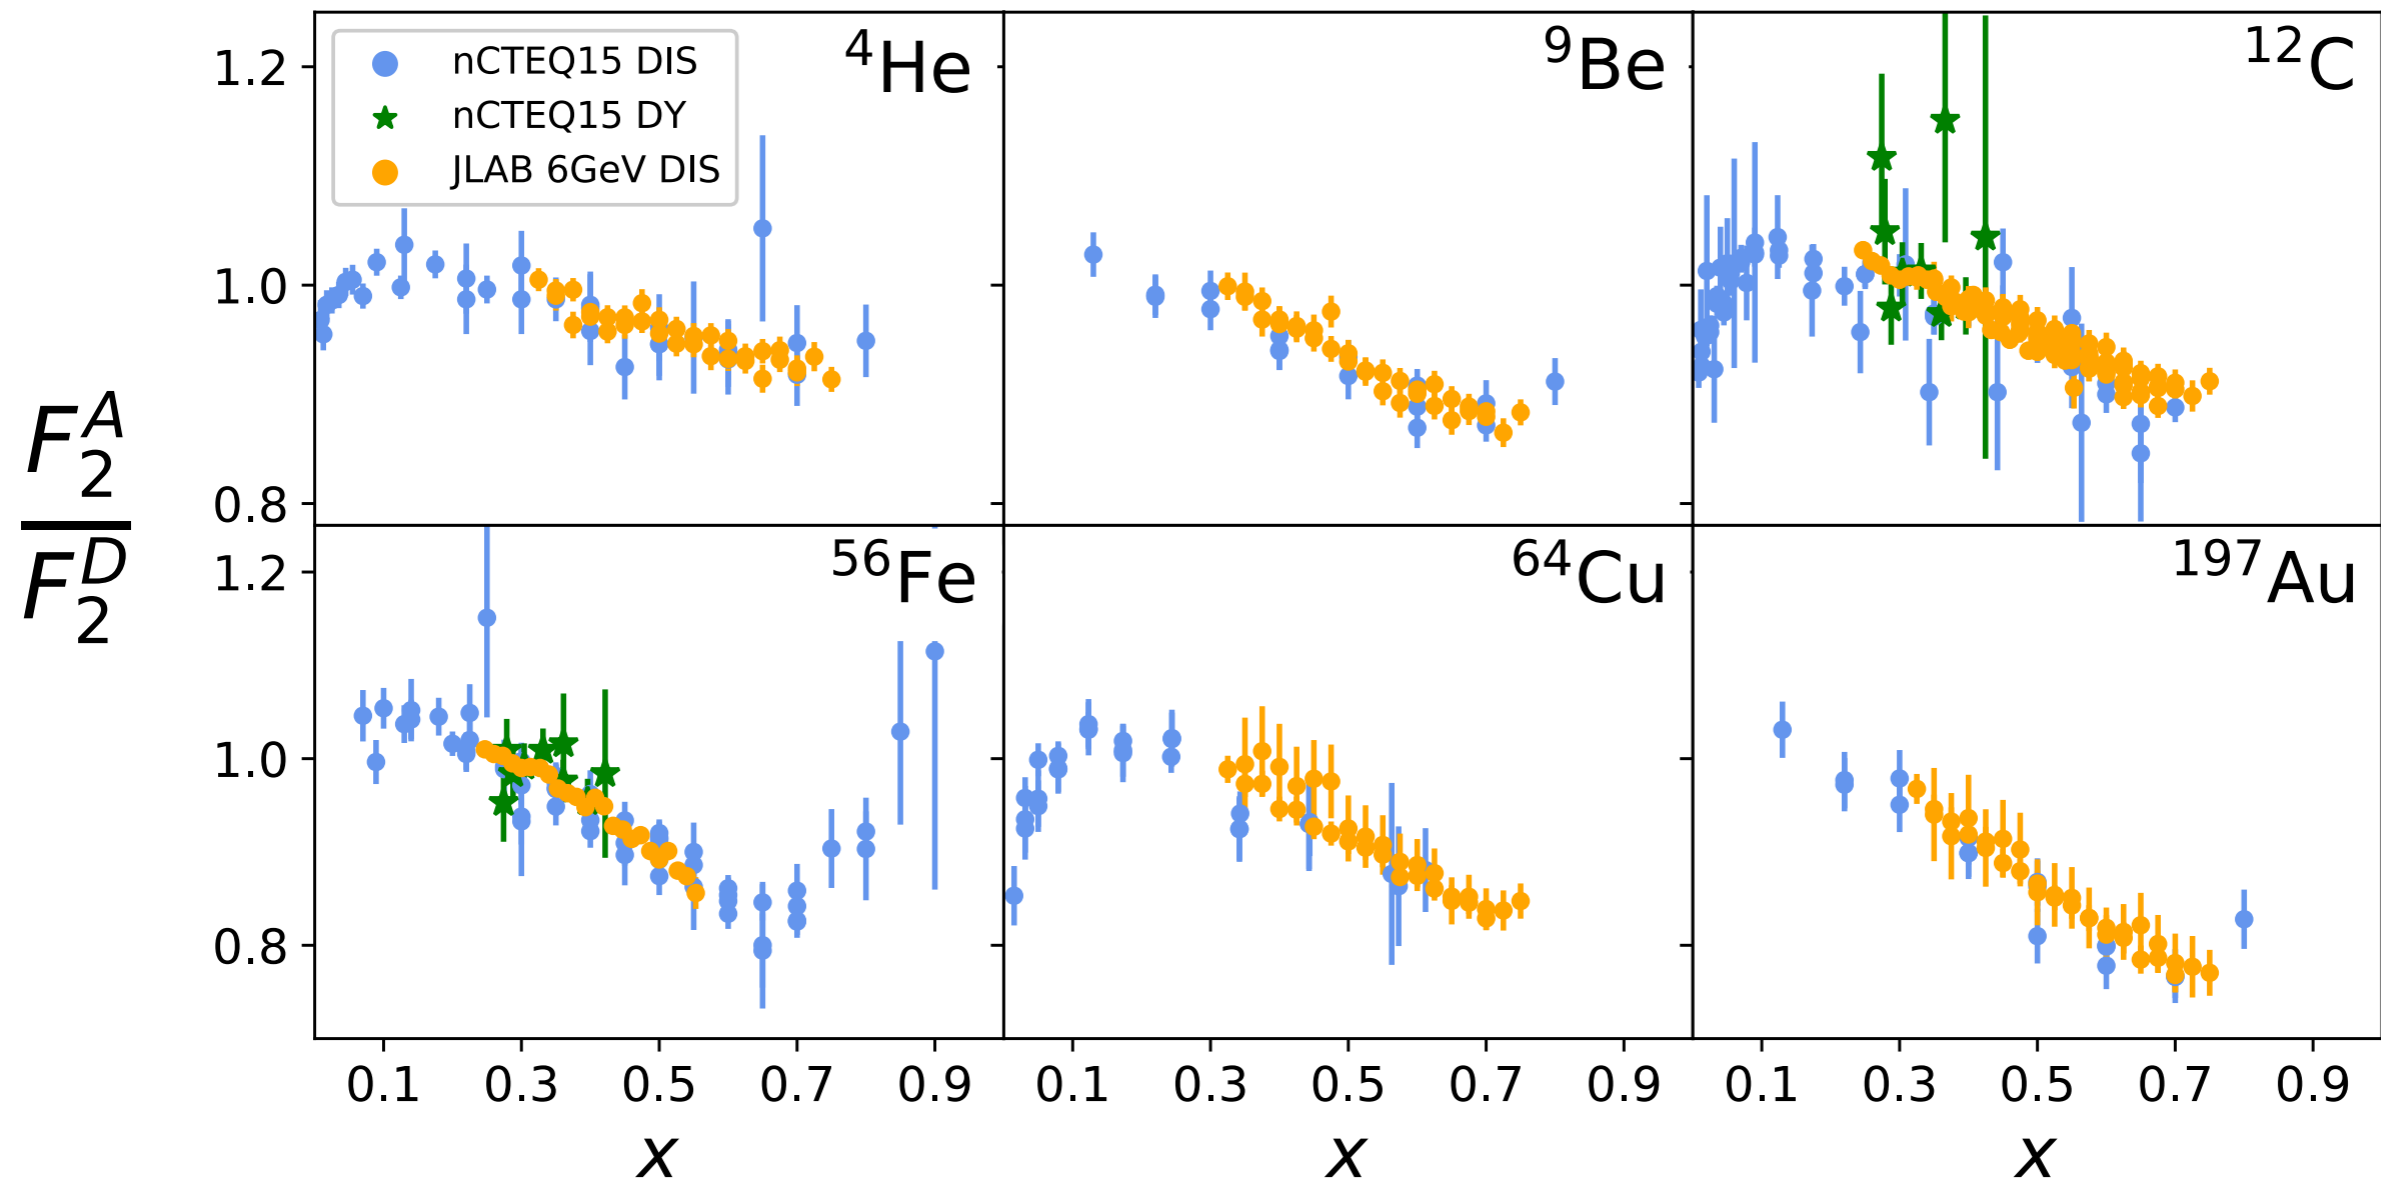 nCTEQ15 DIS
nCTEQ15 DY
JLAB 6GeV DIS
⁴He
⁹Be
¹²C
1.2
1.0
0.8
F₂ᴬ
F₂ᴰ
⁵⁶Fe
⁶⁴Cu
¹⁹⁷Au
1.2
1.0
0.8
0.1 0.3 0.5 0.7 0.9 0.1 0.3 0.5 0.7 0.9 0.1 0.3 0.5 0.7 0.9
x x x